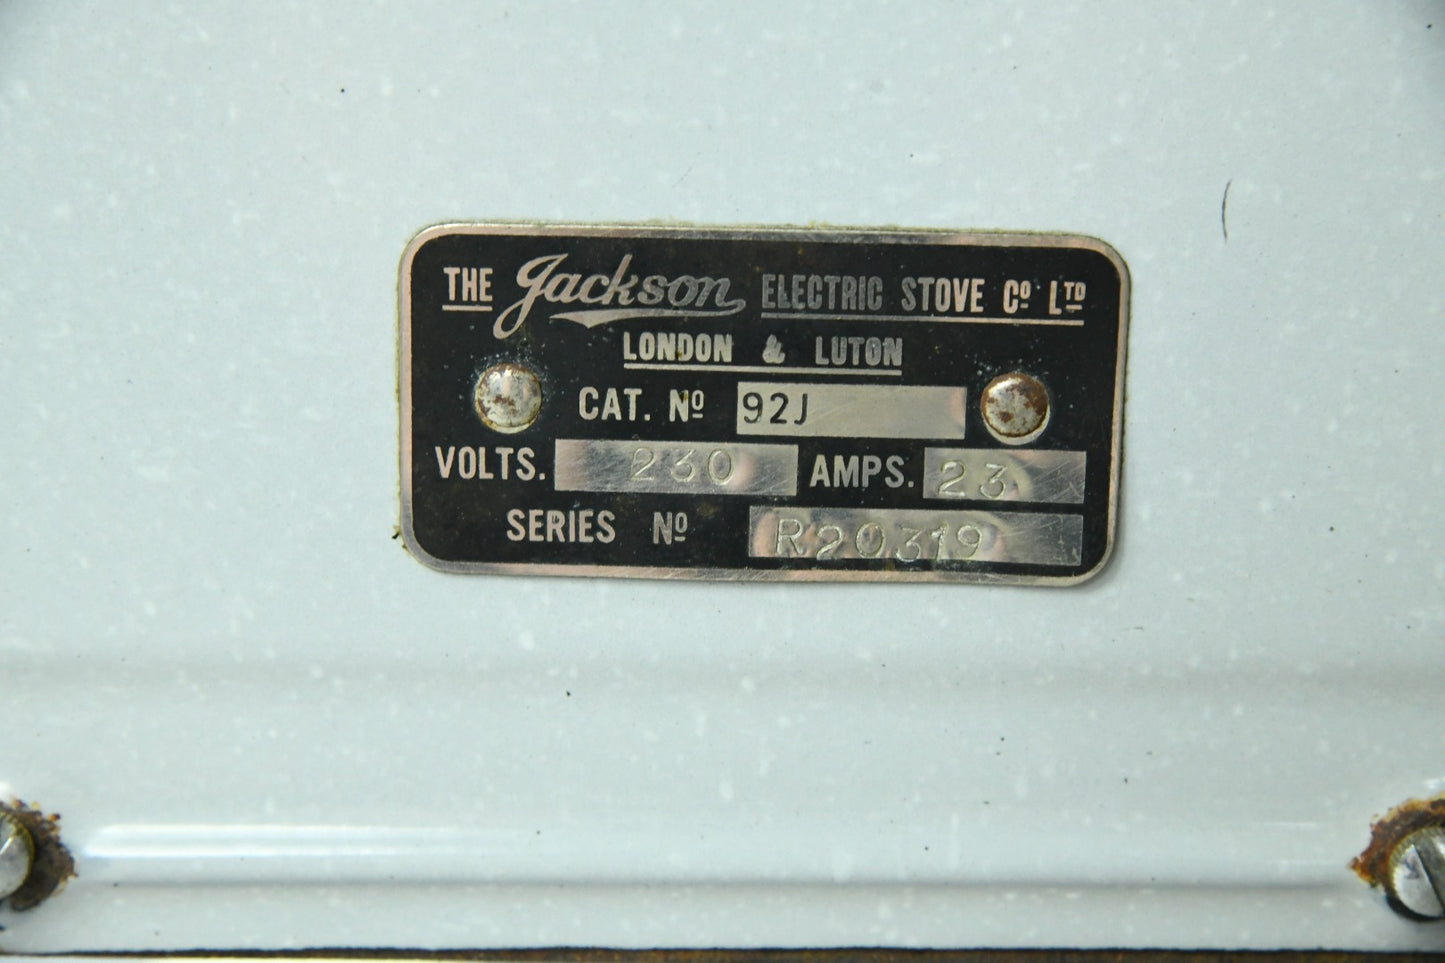 THE Jackson ELECTRIC STOVE Cº LTD
LONDON & LUTON
CAT. Nº 92J
VOLTS. 230 AMPS. 23
SERIES Nº R20319